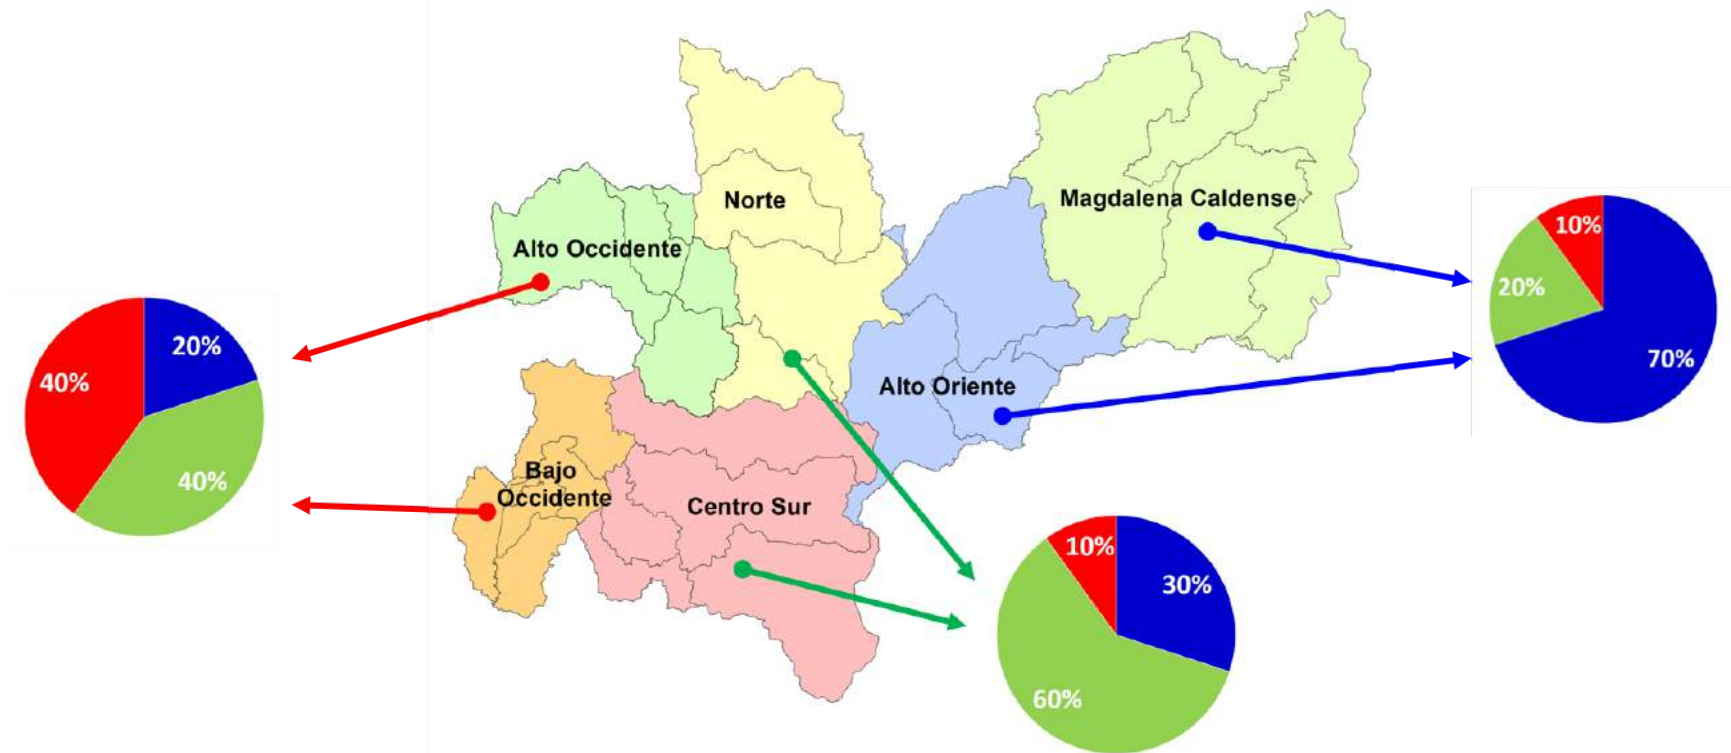 Norte
Magdalena Caldense
Alto Occidente
10%
20%
70%
20%
40%
40%
Alto Oriente
Bajo
Occidente
Centro Sur
10%
30%
60%